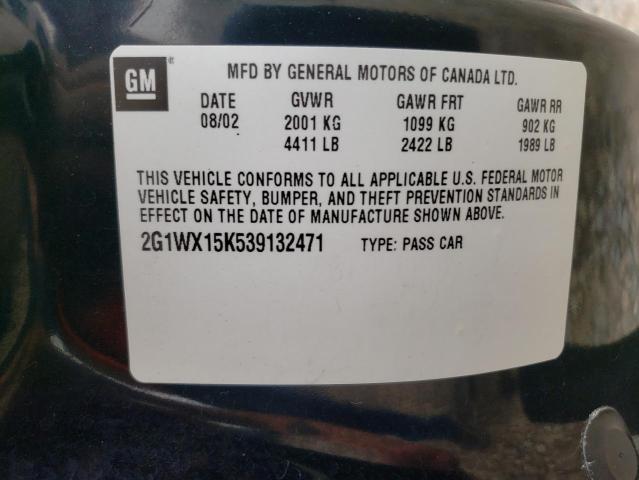 GM®
MFD BY GENERAL MOTORS OF CANADA LTD.
DATE GVWR GAWR FRT GAWR RR
08/02 2001 KG 1099 KG 902 KG
4411 LB 2422 LB 1989 LB
THIS VEHICLE CONFORMS TO ALL APPLICABLE U.S. FEDERAL MOTOR
VEHICLE SAFETY, BUMPER, AND THEFT PREVENTION STANDARDS IN
EFFECT ON THE DATE OF MANUFACTURE SHOWN ABOVE.
2G1WX15K539132471 TYPE: PASS CAR